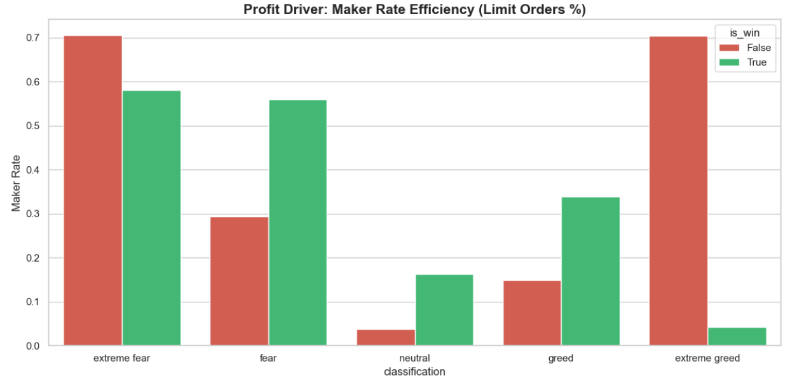 Profit Driver: Maker Rate Efficiency (Limit Orders %)
is_win
False
True
Maker Rate
0.7
0.6
0.5
0.4
0.3
0.2
0.1
0.0
extreme fear
fear
neutral
greed
extreme greed
classification